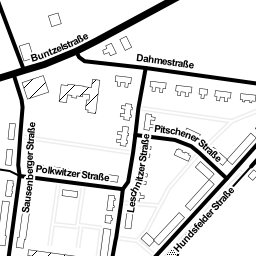 Buntzelstraße
Dahmestraße
Pitschener Straße
Sausenberger Straße
Leschnitzer Straße
Polkwitzer Straße
Hundsfelder Straße